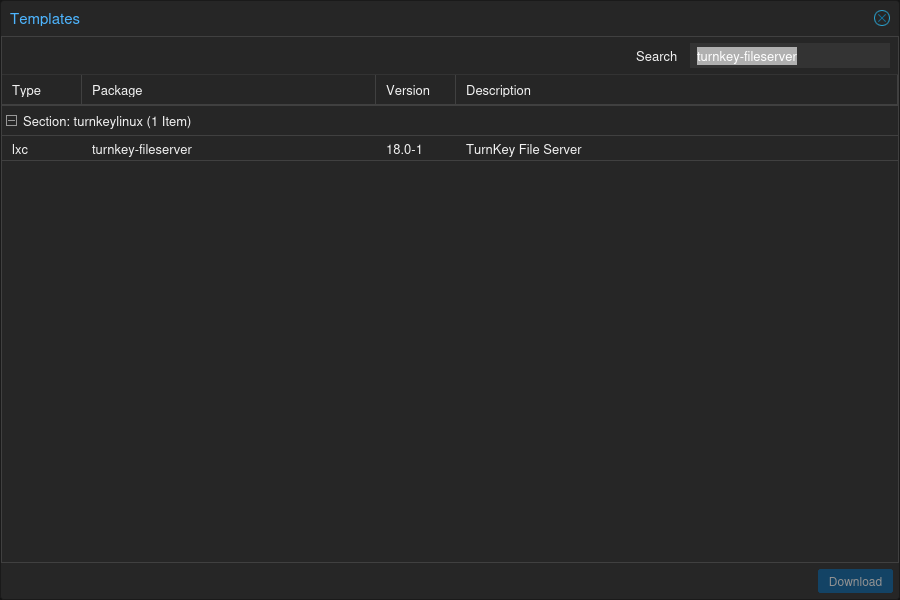 Templates
Search turnkey-fileserver
Type Package Version Description
Section: turnkeylinux (1 Item)
lxc turnkey-fileserver 18.0-1 TurnKey File Server
Download